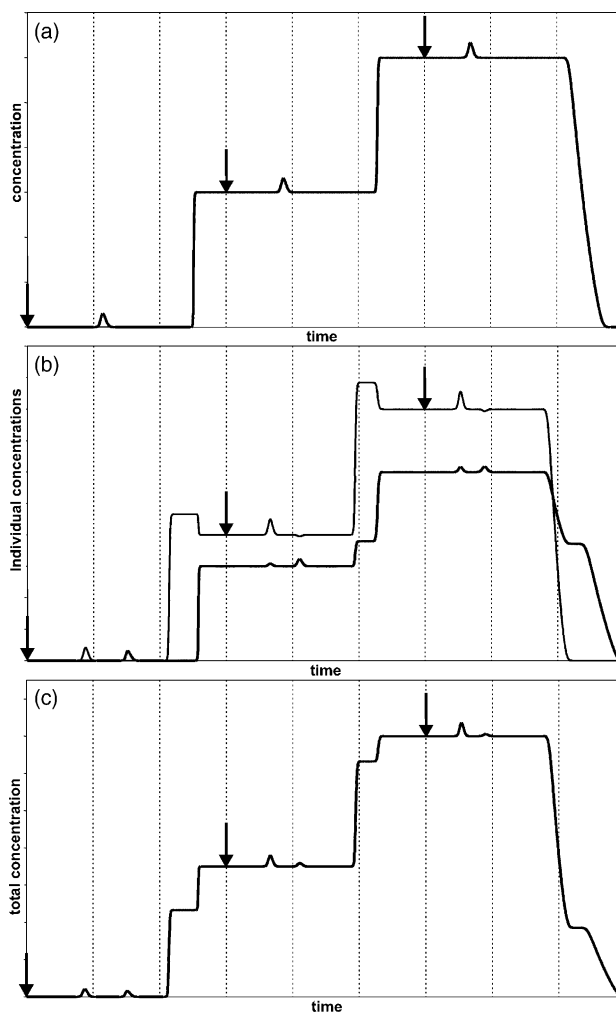 (a)
concentration
time
(b)
Individual concentrations
time
(c)
total concentration
time